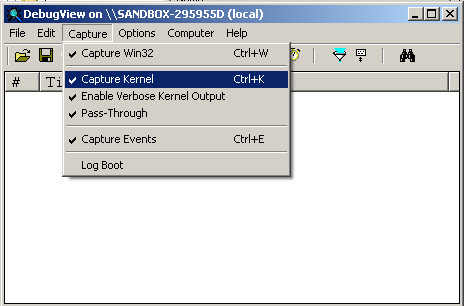 DebugView on \\SANDBOX-295955D (local)
File Edit Capture Options Computer Help
Capture Win32 Ctrl+W
# Ti
Capture Kernel Ctrl+K
Enable Verbose Kernel Output
Pass-Through
Capture Events Ctrl+E
Log Boot